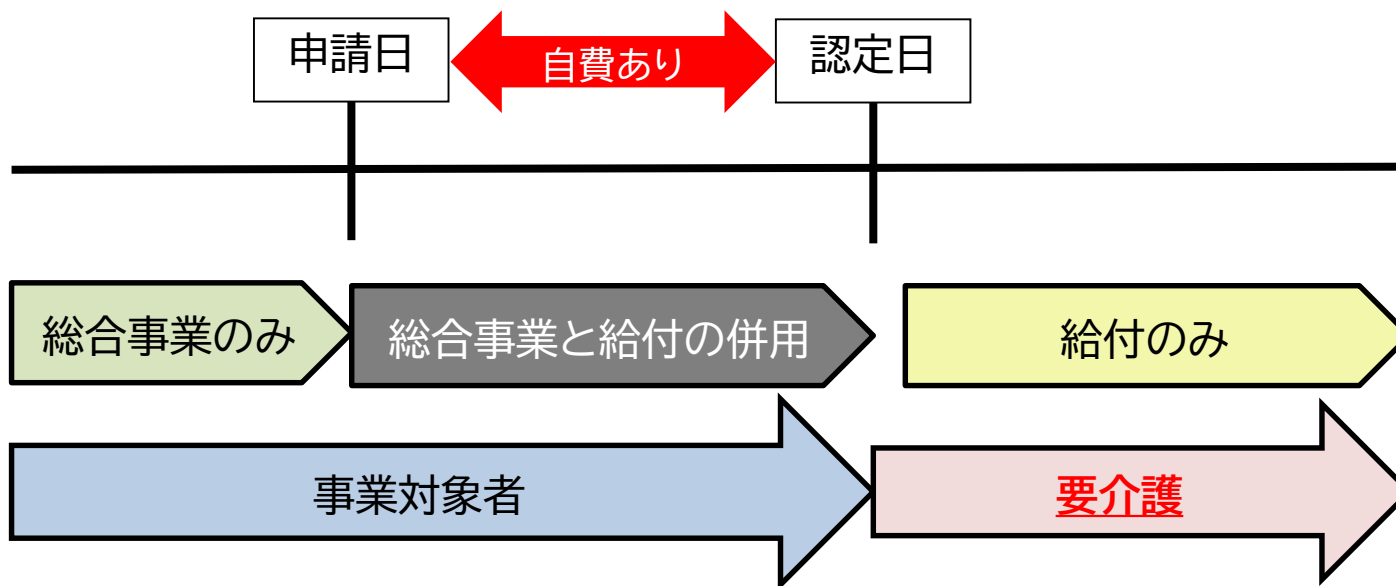 申請日
自費あり
認定日
総合事業のみ
総合事業と給付の併用
給付のみ
事業対象者
要介護